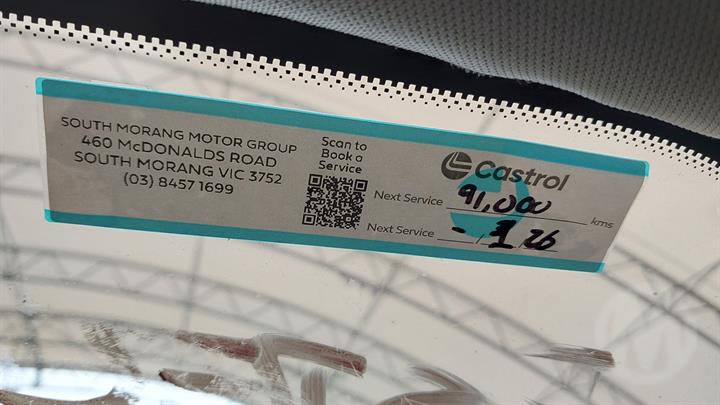 SOUTH MORANG MOTOR GROUP
460 McDONALDS ROAD
SOUTH MORANG VIC 3752
(03) 8457 1699
Scan to
Book a
Service
Castrol
Next Service 91,000 kms
Next Service - / 1 / 26